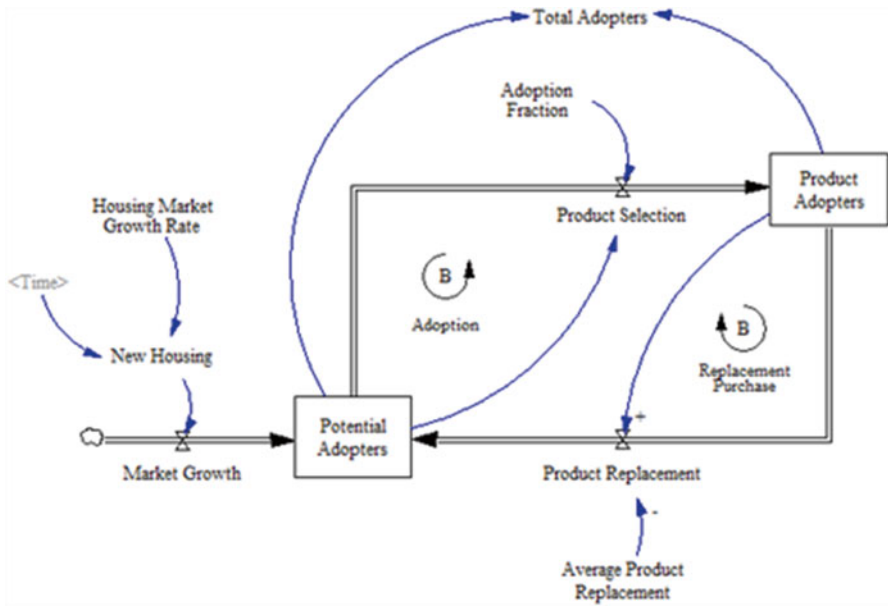 Total Adopters
Adoption
Fraction
Product
Adopters
Housing Market
Growth Rate
Product Selection
<Time>
B
Adoption
B
New Housing
Replacement
Purchase
Potential
Adopters
+
Market Growth
Product Replacement
-
Average Product
Replacement